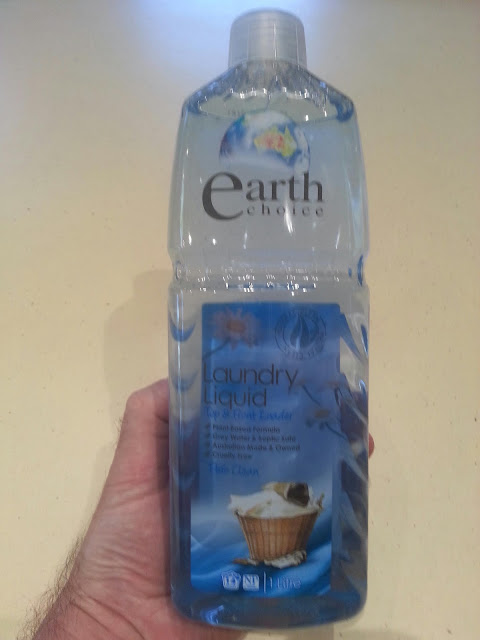 earth
choice
Laundry
Liquid
Top & Front Loader
Plant Based Formula
Grey Water & Septic Safe
Australian Made & Owned
Cruelty Free
1 Litre